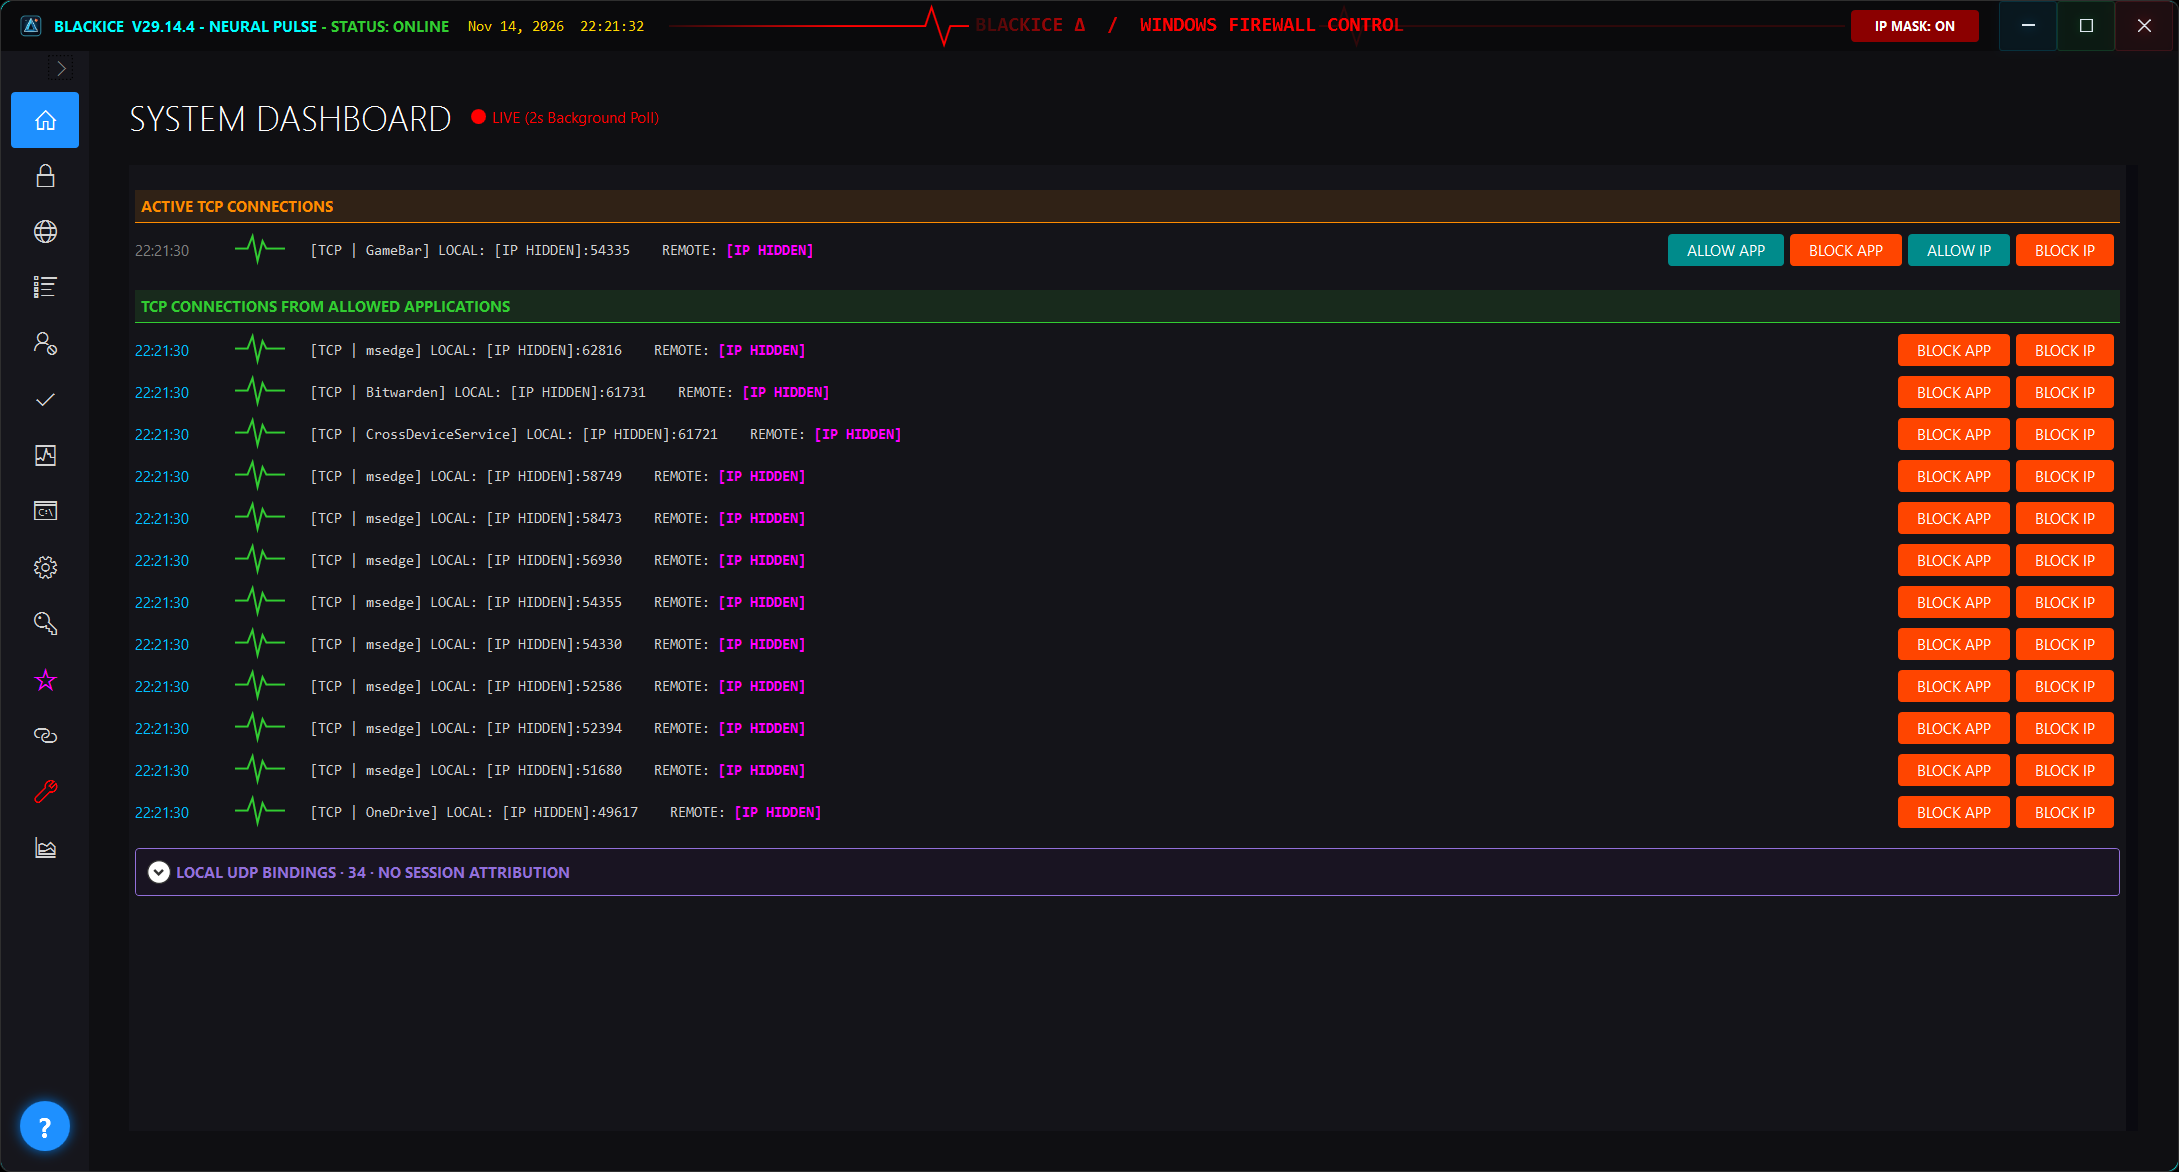 BLACKICE V29.14.4 - NEURAL PULSE - STATUS: ONLINE Nov 14, 2026 22:21:32 BLACKICE Δ / WINDOWS FIREWALL CONTROL IP MASK: ON
SYSTEM DASHBOARD LIVE (2s Background Poll)
ACTIVE TCP CONNECTIONS
22:21:30 [TCP | GameBar] LOCAL: [IP HIDDEN]:54335 REMOTE: [IP HIDDEN] ALLOW APP BLOCK APP ALLOW IP BLOCK IP
TCP CONNECTIONS FROM ALLOWED APPLICATIONS
22:21:30 [TCP | msedge] LOCAL: [IP HIDDEN]:62816 REMOTE: [IP HIDDEN] BLOCK APP BLOCK IP
22:21:30 [TCP | Bitwarden] LOCAL: [IP HIDDEN]:61731 REMOTE: [IP HIDDEN] BLOCK APP BLOCK IP
22:21:30 [TCP | CrossDeviceService] LOCAL: [IP HIDDEN]:61721 REMOTE: [IP HIDDEN] BLOCK APP BLOCK IP
22:21:30 [TCP | msedge] LOCAL: [IP HIDDEN]:58749 REMOTE: [IP HIDDEN] BLOCK APP BLOCK IP
22:21:30 [TCP | msedge] LOCAL: [IP HIDDEN]:58473 REMOTE: [IP HIDDEN] BLOCK APP BLOCK IP
22:21:30 [TCP | msedge] LOCAL: [IP HIDDEN]:56930 REMOTE: [IP HIDDEN] BLOCK APP BLOCK IP
22:21:30 [TCP | msedge] LOCAL: [IP HIDDEN]:54355 REMOTE: [IP HIDDEN] BLOCK APP BLOCK IP
22:21:30 [TCP | msedge] LOCAL: [IP HIDDEN]:54330 REMOTE: [IP HIDDEN] BLOCK APP BLOCK IP
22:21:30 [TCP | msedge] LOCAL: [IP HIDDEN]:52586 REMOTE: [IP HIDDEN] BLOCK APP BLOCK IP
22:21:30 [TCP | msedge] LOCAL: [IP HIDDEN]:52394 REMOTE: [IP HIDDEN] BLOCK APP BLOCK IP
22:21:30 [TCP | msedge] LOCAL: [IP HIDDEN]:51680 REMOTE: [IP HIDDEN] BLOCK APP BLOCK IP
22:21:30 [TCP | OneDrive] LOCAL: [IP HIDDEN]:49617 REMOTE: [IP HIDDEN] BLOCK APP BLOCK IP
LOCAL UDP BINDINGS · 34 · NO SESSION ATTRIBUTION
C:\
?